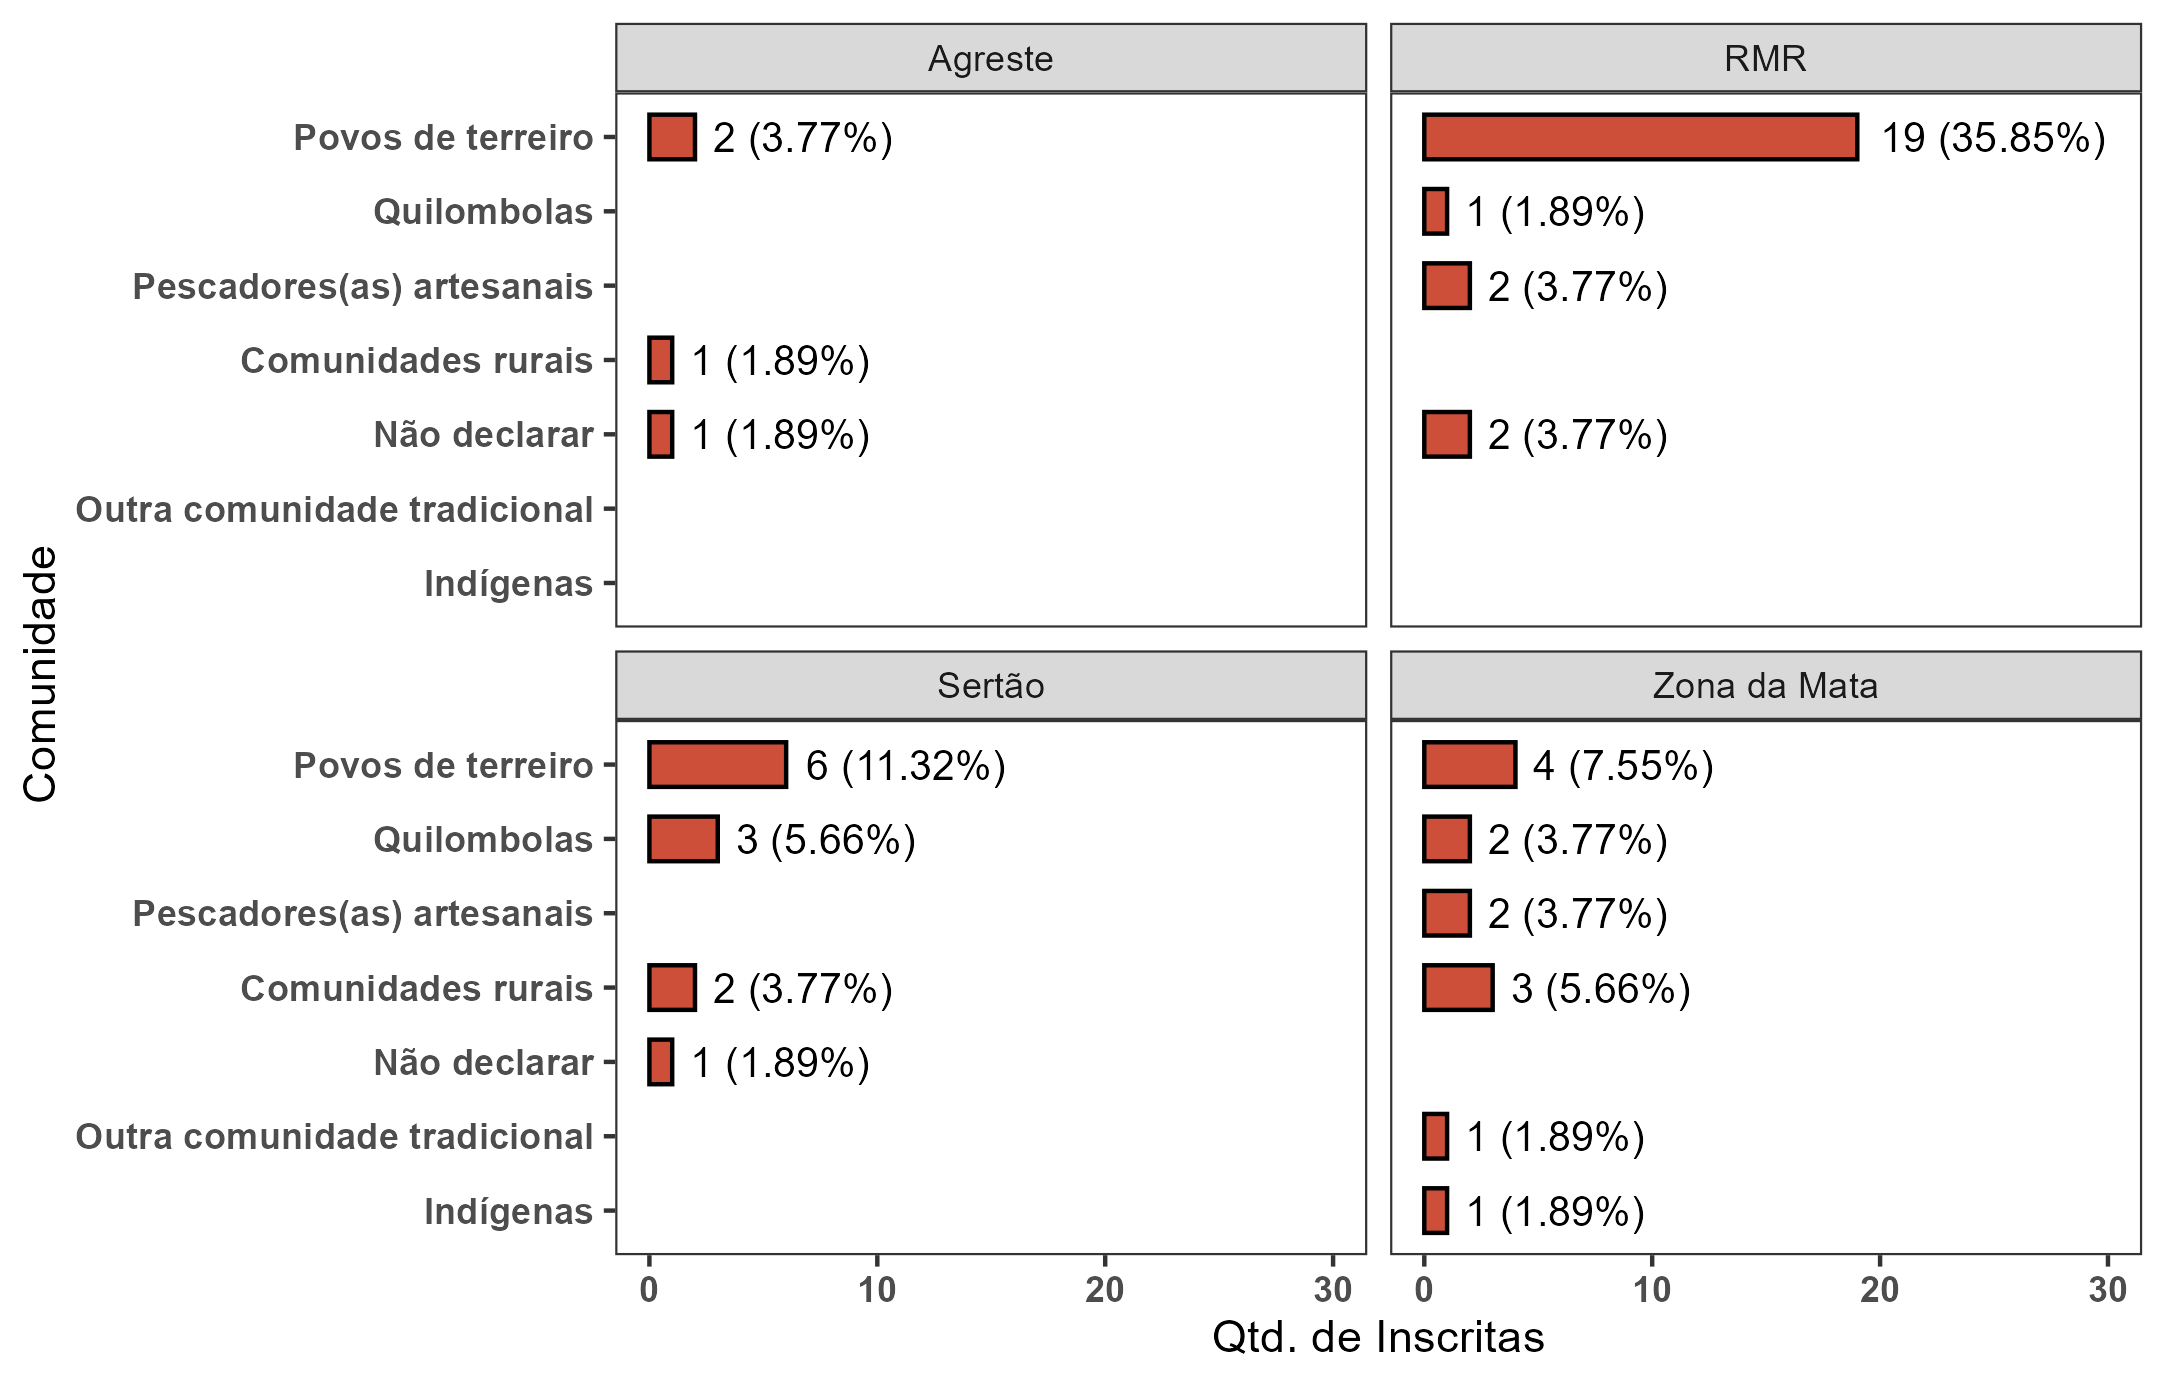 Agreste
RMR
Povos de terreiro 2 (3.77%) 19 (35.85%)
Quilombolas 1 (1.89%)
Pescadores(as) artesanais 2 (3.77%)
Comunidades rurais 1 (1.89%)
Não declarar 1 (1.89%) 2 (3.77%)
Outra comunidade tradicional
Indígenas
Comunidade
Sertão
Zona da Mata
Povos de terreiro 6 (11.32%) 4 (7.55%)
Quilombolas 3 (5.66%) 2 (3.77%)
Pescadores(as) artesanais 2 (3.77%)
Comunidades rurais 2 (3.77%) 3 (5.66%)
Não declarar 1 (1.89%)
Outra comunidade tradicional 1 (1.89%)
Indígenas 1 (1.89%)
0 10 20 30 0 10 20 30
Qtd. de Inscritas